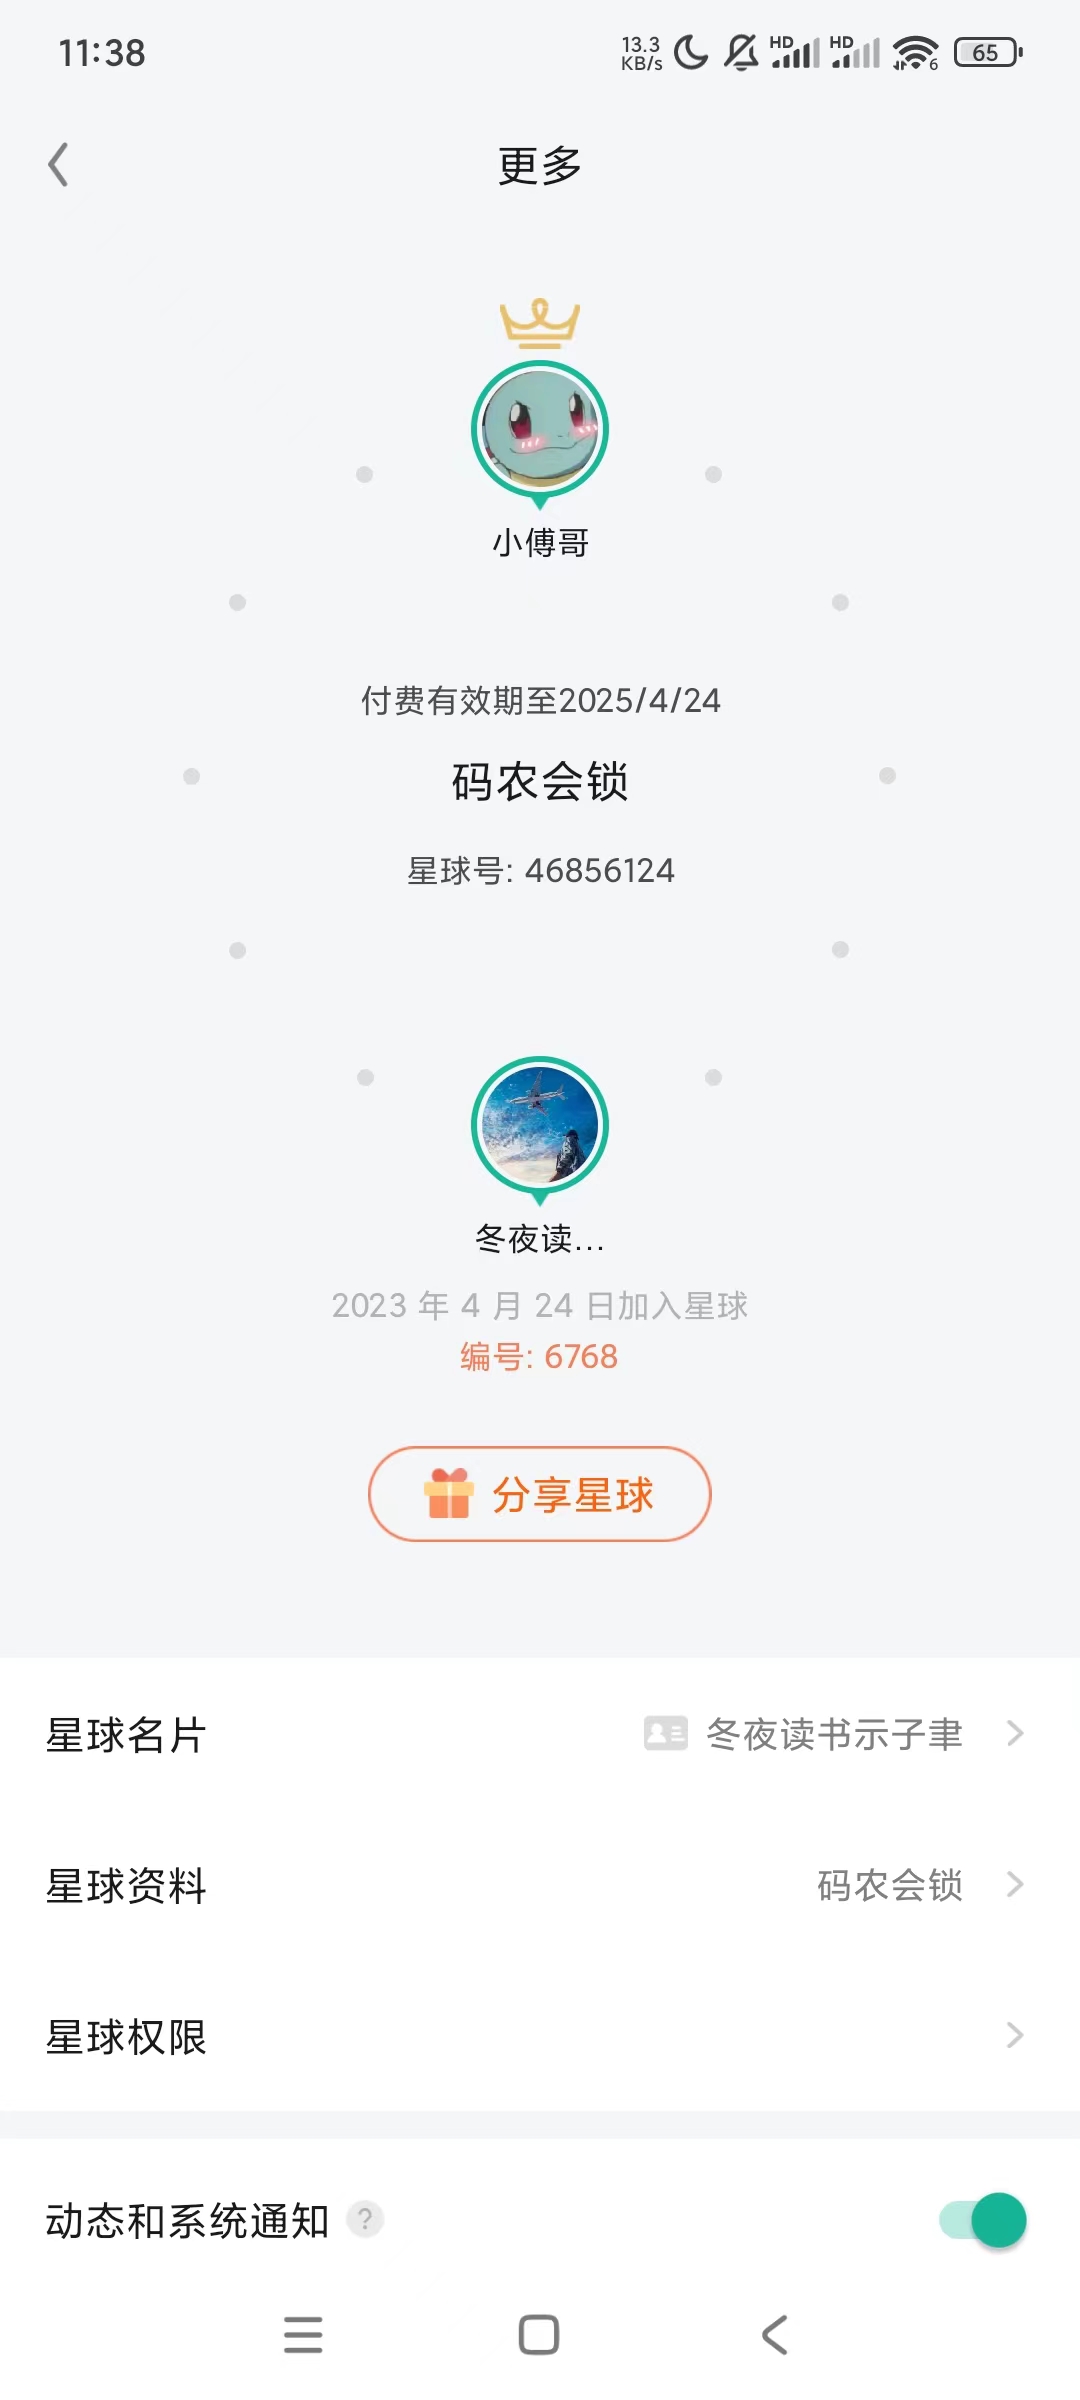 11:38
13.3
KB/s
HD
HD
6
65
更多
小傅哥
付费有效期至2025/4/24
码农会锁
星球号: 46856124
冬夜读...
2023 年 4 月 24 日加入星球
编号: 6768
分享星球
星球名片
冬夜读书示子聿
星球资料
码农会锁
星球权限
动态和系统通知 ?